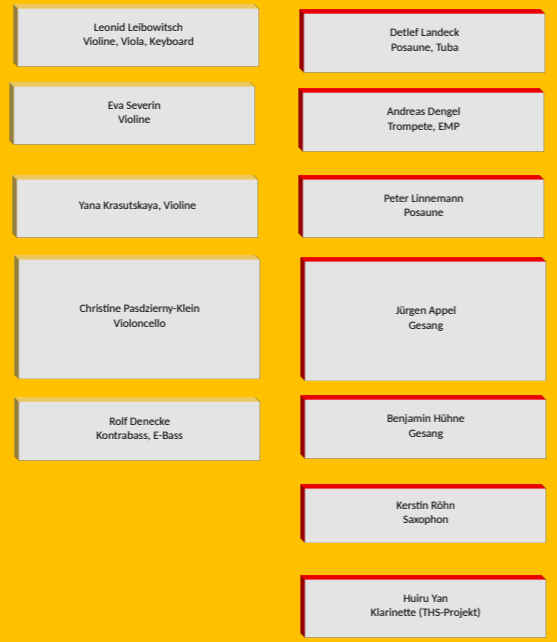 Leonid Leibowitsch
Violine, Viola, Keyboard
Eva Severin
Violine
Yana Krasutskaya, Violine
Christine Pasdzierny-Klein
Violoncello
Rolf Denecke
Kontrabass, E-Bass
Detlef Landeck
Posaune, Tuba
Andreas Dengel
Trompete, EMP
Peter Linnemann
Posaune
Jürgen Appel
Gesang
Benjamin Hühne
Gesang
Kerstin Röhn
Saxophon
Huiru Yan
Klarinette (THS-Projekt)